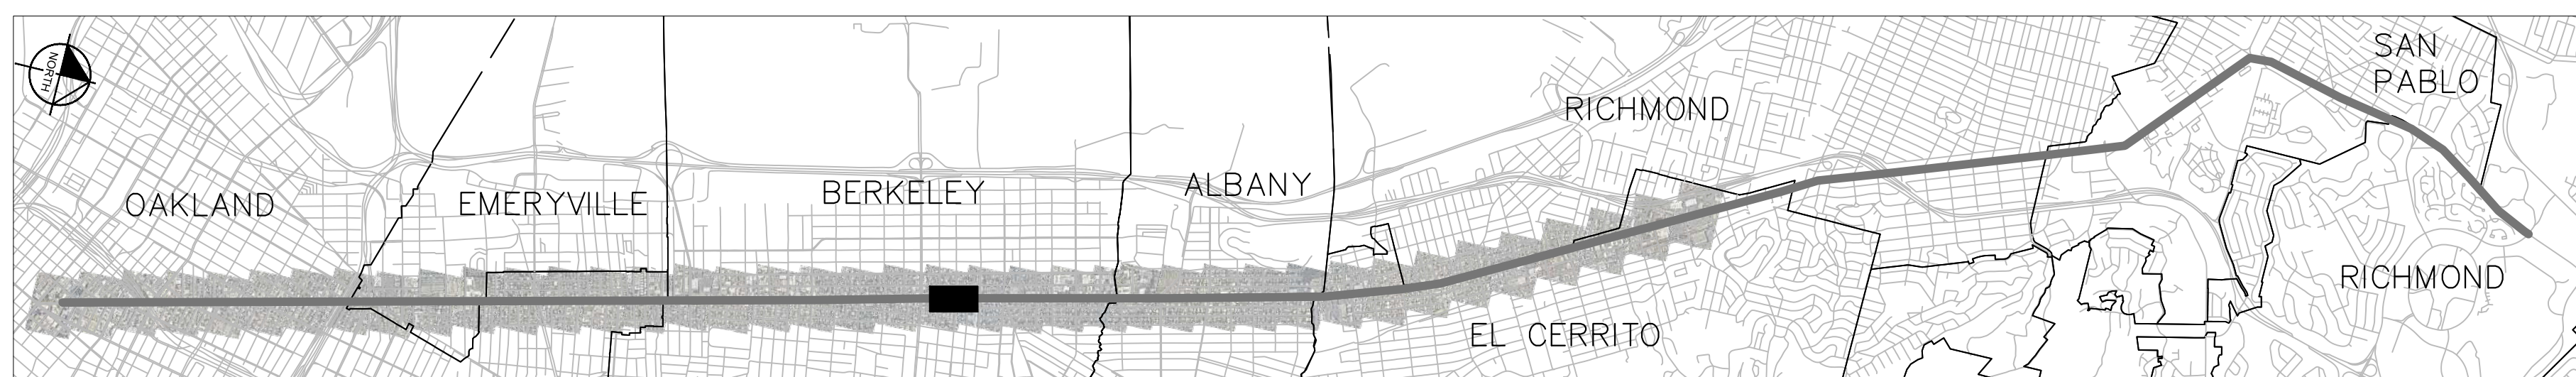 NORTH
OAKLAND
EMERYVILLE
BERKELEY
ALBANY
RICHMOND
EL CERRITO
SAN
PABLO
RICHMOND